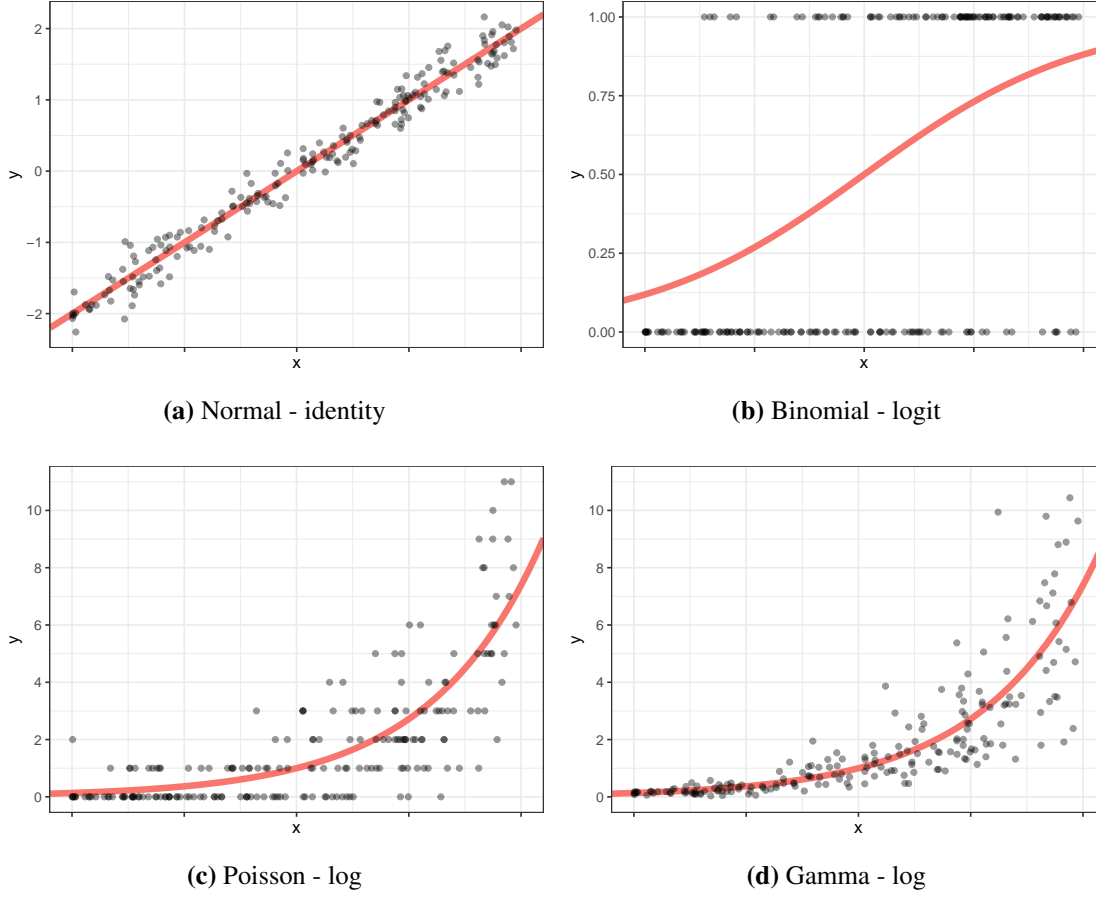 2
1
0
−1
−2
y
x
(a) Normal - identity
1.00
0.75
0.50
0.25
0.00
y
x
(b) Binomial - logit
10
8
6
4
2
0
y
x
(c) Poisson - log
10
8
6
4
2
0
y
x
(d) Gamma - log